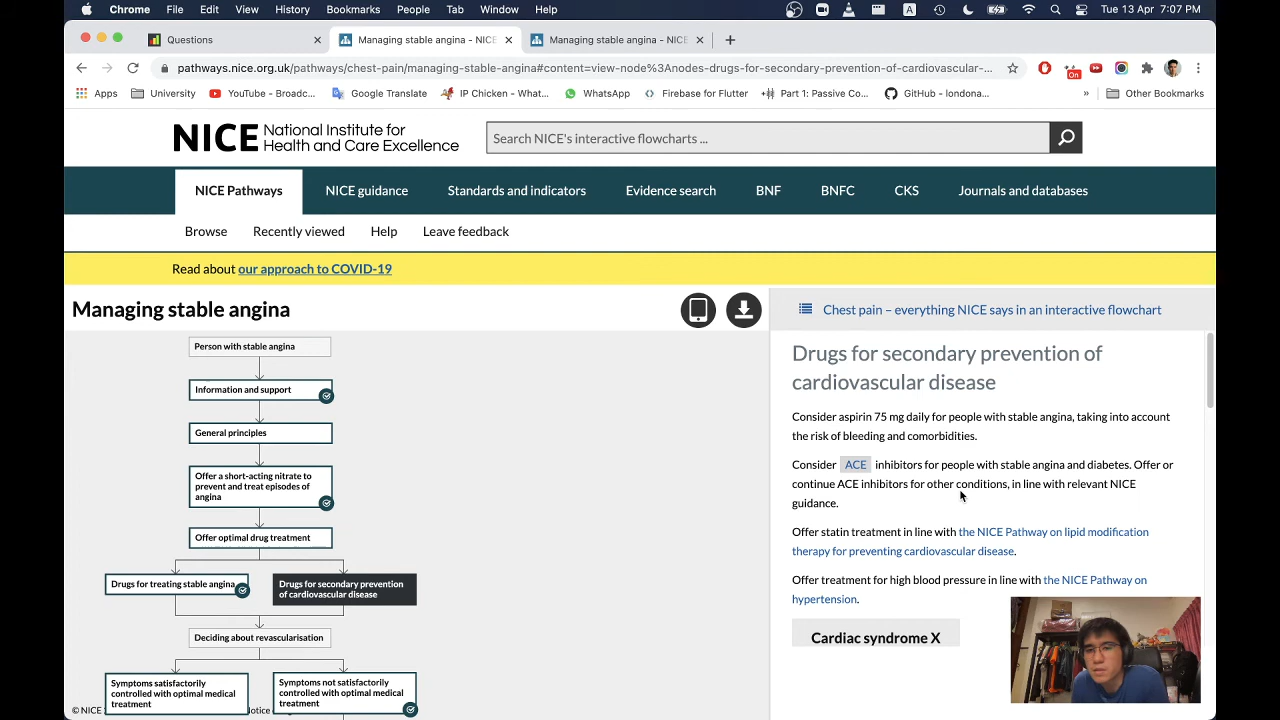 Chrome File Edit View History Bookmarks People Tab Window Help
A
Tue 13 Apr 7:07 PM
Questions
Managing stable angina - NICE
Managing stable angina - NICE
pathways.nice.org.uk/pathways/chest-pain/managing-stable-angina#content=view-node%3Anodes-drugs-for-secondary-prevention-of-cardiovascular-...
On
Apps University YouTube - Broadc... Google Translate IP Chicken - What... WhatsApp Firebase for Flutter Part 1: Passive Co... GitHub - londona... » Other Bookmarks
NICE National Institute for
Health and Care Excellence
Search NICE's interactive flowcharts ...
NICE Pathways NICE guidance Standards and indicators Evidence search BNF BNFC CKS Journals and databases
Browse Recently viewed Help Leave feedback
Read about our approach to COVID-19
Managing stable angina
Person with stable angina
Information and support
General principles
Offer a short-acting nitrate to
prevent and treat episodes of
angina
Offer optimal drug treatment
Drugs for treating stable angina
Drugs for secondary prevention
of cardiovascular disease
Deciding about revascularisation
Symptoms satisfactorily
controlled with optimal medical
treatment
Symptoms not satisfactorily
controlled with optimal medical
treatment
© NICE
Chest pain – everything NICE says in an interactive flowchart
Drugs for secondary prevention of
cardiovascular disease
Consider aspirin 75 mg daily for people with stable angina, taking into account
the risk of bleeding and comorbidities.
Consider ACE inhibitors for people with stable angina and diabetes. Offer or
continue ACE inhibitors for other conditions, in line with relevant NICE
guidance.
Offer statin treatment in line with the NICE Pathway on lipid modification
therapy for preventing cardiovascular disease.
Offer treatment for high blood pressure in line with the NICE Pathway on
hypertension.
Cardiac syndrome X